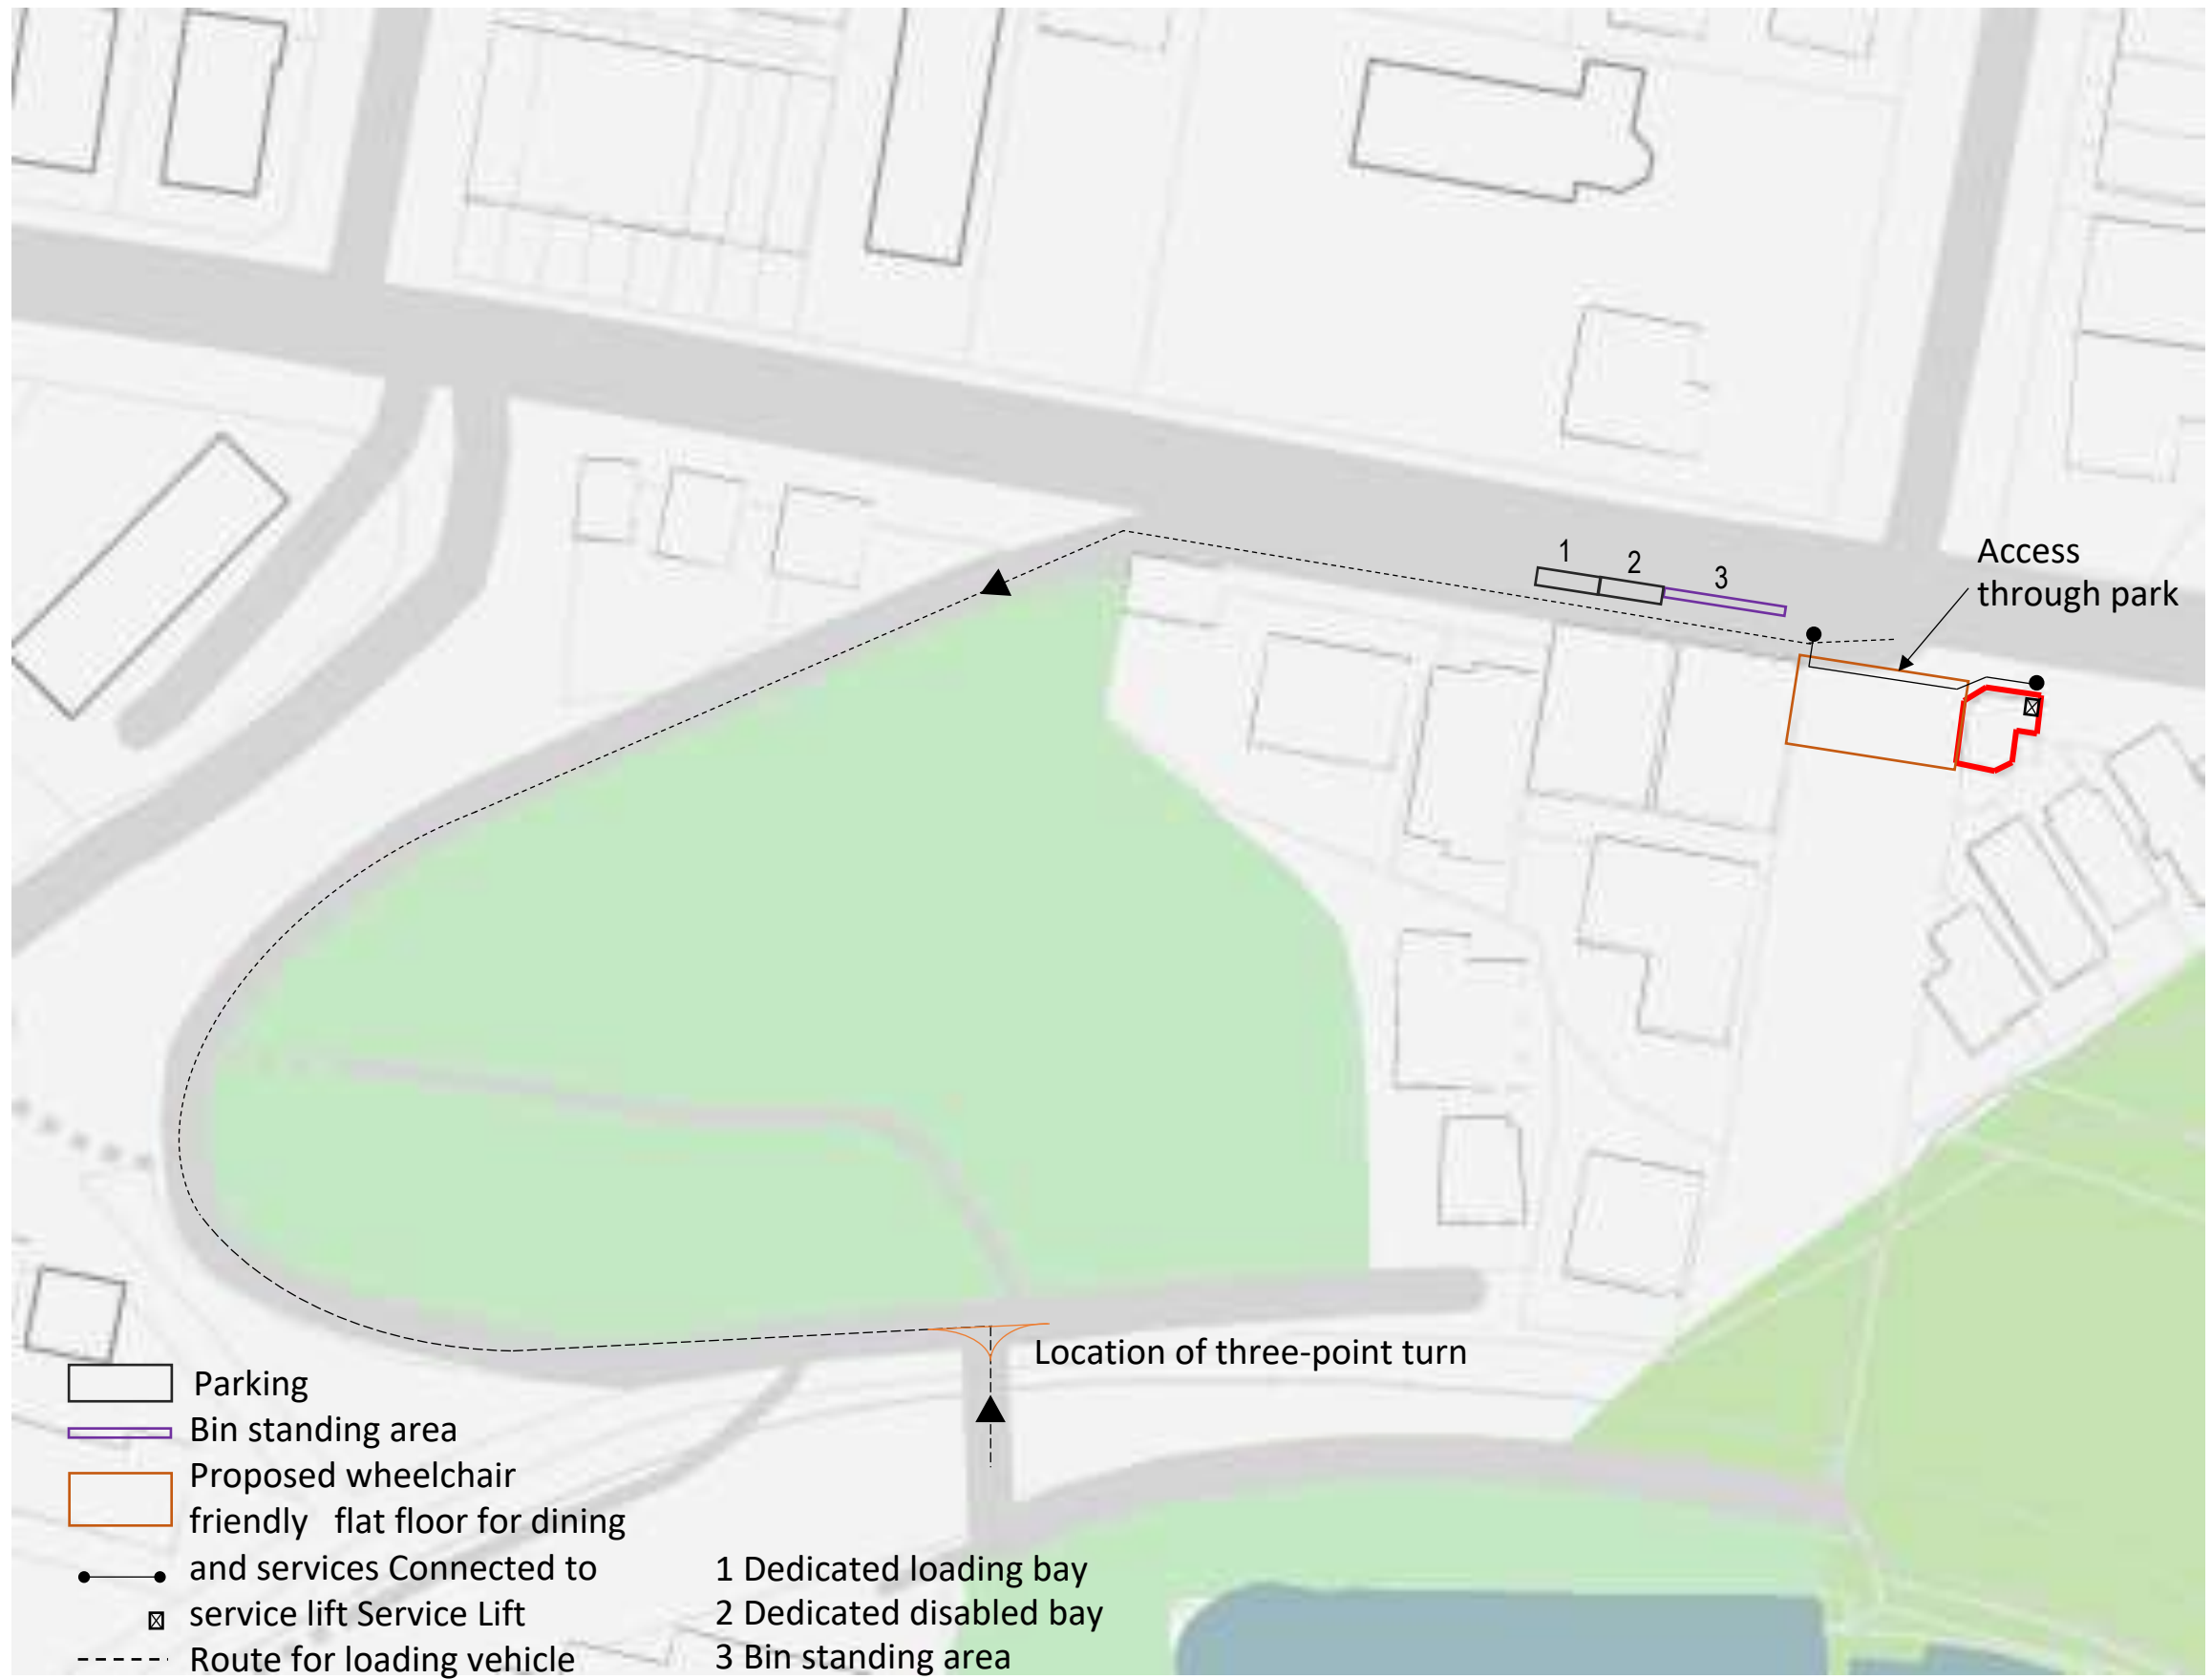 1
2
3
Access
through park
Location of three-point turn
Parking
Bin standing area
Proposed wheelchair
friendly flat floor for dining
and services Connected to
service lift Service Lift
Route for loading vehicle
1 Dedicated loading bay
2 Dedicated disabled bay
3 Bin standing area